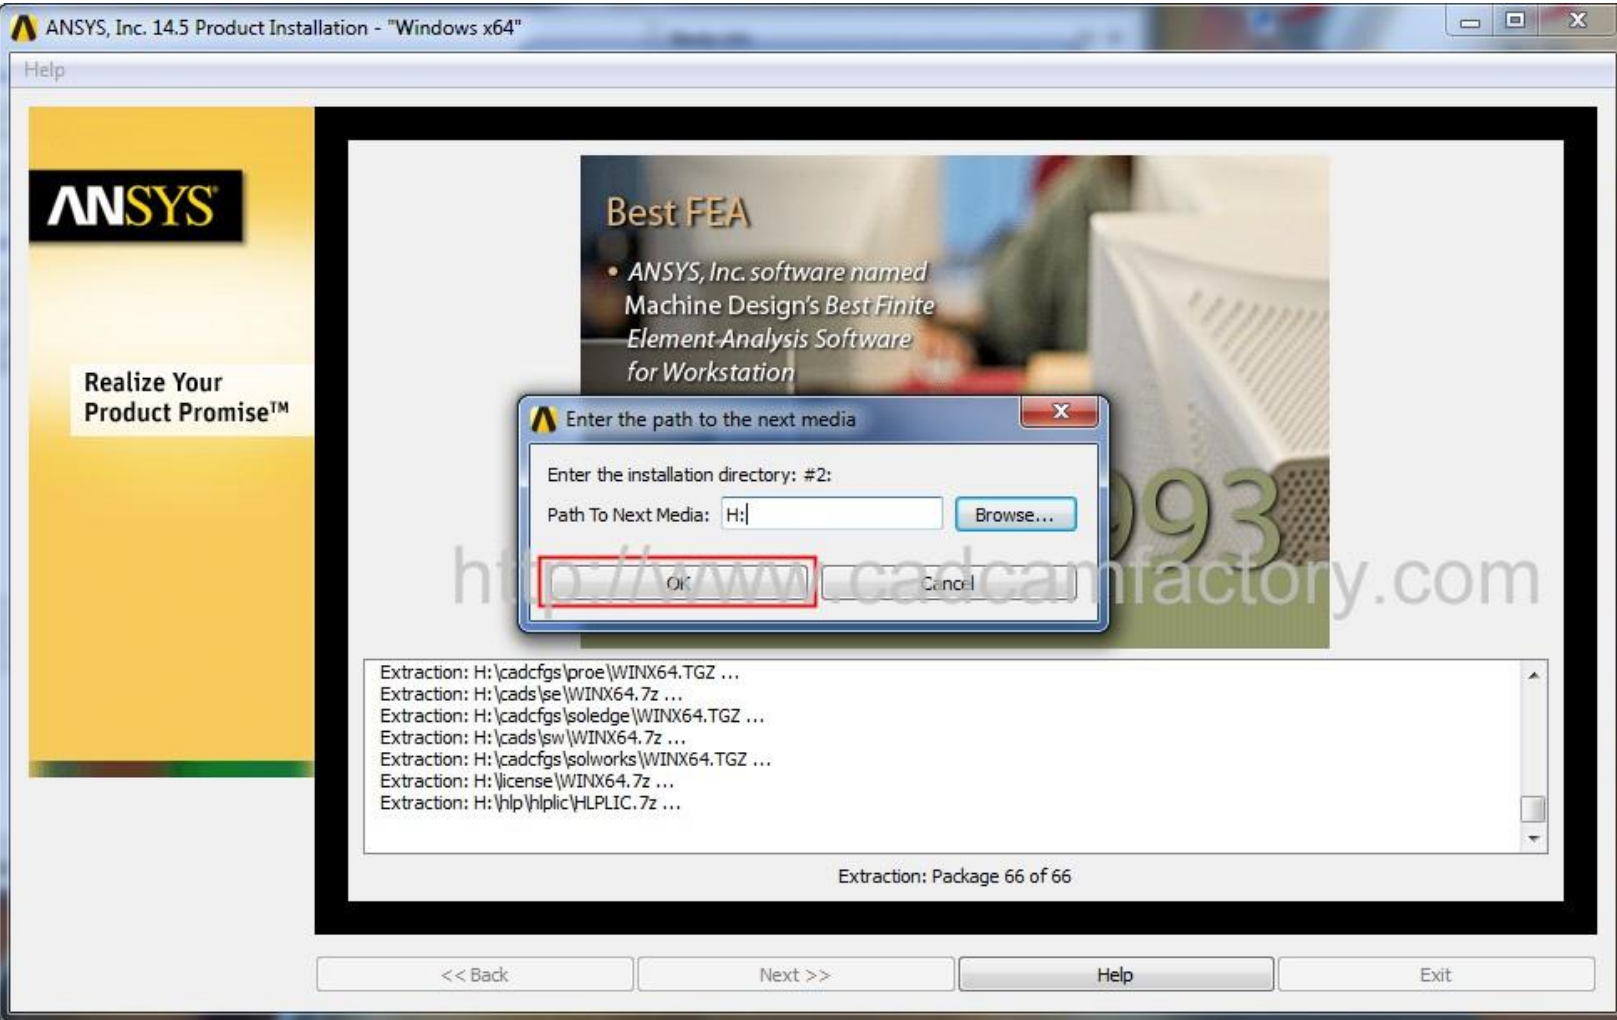 ANSYS, Inc. 14.5 Product Installation - "Windows x64"
Help
ANSYS®
Realize Your
Product Promise™
Best FEA
• ANSYS, Inc. software named
Machine Design's Best Finite
Element Analysis Software
for Workstation
993
Enter the path to the next media
Enter the installation directory: #2:
Path To Next Media: H: Browse...
OK Cancel
http://www.cadcamfactory.com
Extraction: H:\cadcfgs\proe\WINX64.TGZ ...
Extraction: H:\cads\se\WINX64.7z ...
Extraction: H:\cadcfgs\soledge\WINX64.TGZ ...
Extraction: H:\cads\sw\WINX64.7z ...
Extraction: H:\cadcfgs\solworks\WINX64.TGZ ...
Extraction: H:\license\WINX64.7z ...
Extraction: H:\hlp\hlplic\HLPLIC.7z ...
Extraction: Package 66 of 66
<< Back Next >> Help Exit